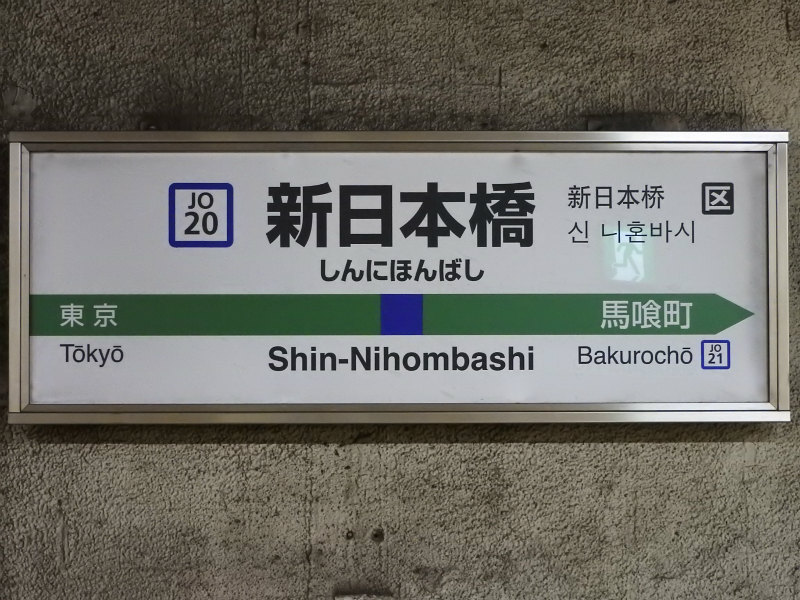 JO
20
新日本橋
しんにほんばし
新日本桥
신 니혼바시
区
東京
馬喰町
Tōkyō
Shin-Nihombashi
Bakurochō
JO
21